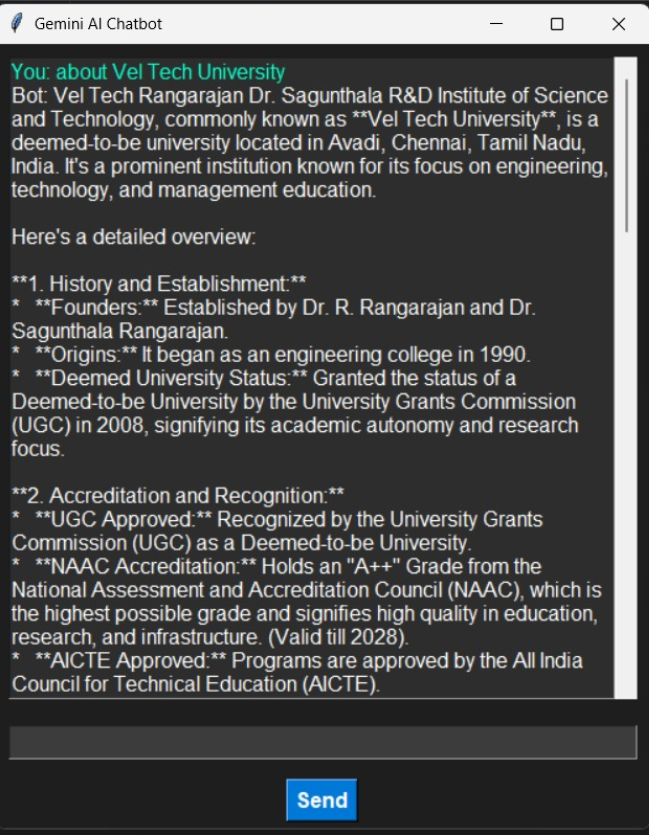 Gemini AI Chatbot
You: about Vel Tech University
Bot: Vel Tech Rangarajan Dr. Sagunthala R&D Institute of Science
and Technology, commonly known as **Vel Tech University**, is a
deemed-to-be university located in Avadi, Chennai, Tamil Nadu,
India. It's a prominent institution known for its focus on engineering,
technology, and management education.
Here's a detailed overview:
**1. History and Establishment:**
*   **Founders:** Established by Dr. R. Rangarajan and Dr.
Sagunthala Rangarajan.
*   **Origins:** It began as an engineering college in 1990.
*   **Deemed University Status:** Granted the status of a
Deemed-to-be University by the University Grants Commission
(UGC) in 2008, signifying its academic autonomy and research
focus.
**2. Accreditation and Recognition:**
*   **UGC Approved:** Recognized by the University Grants
Commission (UGC) as a Deemed-to-be University.
*   **NAAC Accreditation:** Holds an "A++" Grade from the
National Assessment and Accreditation Council (NAAC), which is
the highest possible grade and signifies high quality in education,
research, and infrastructure. (Valid till 2028).
*   **AICTE Approved:** Programs are approved by the All India
Council for Technical Education (AICTE).
Send